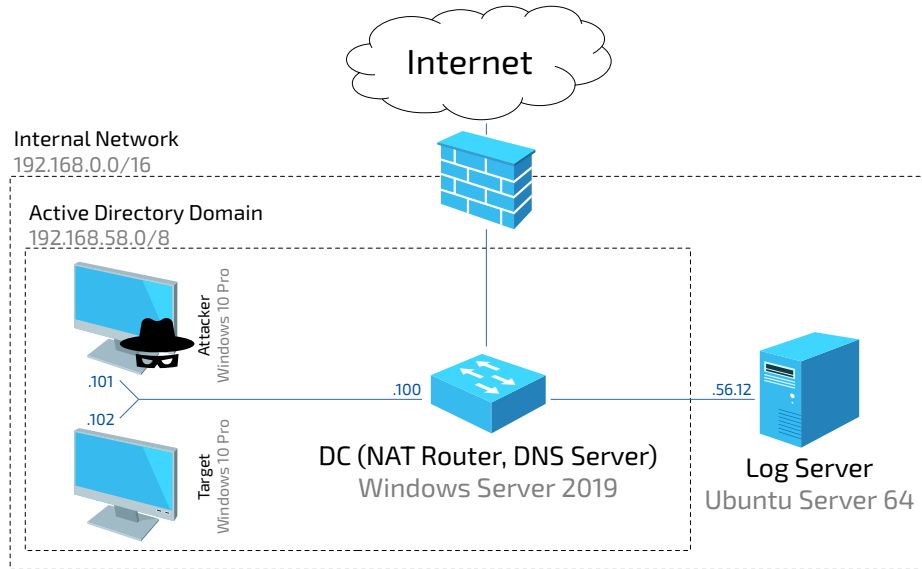 Internet
Internal Network
192.168.0.0/16
Active Directory Domain
192.168.58.0/8
Attacker
Windows 10 Pro
.101
.102
.100
.56.12
Target
Windows 10 Pro
DC (NAT Router, DNS Server)
Windows Server 2019
Log Server
Ubuntu Server 64